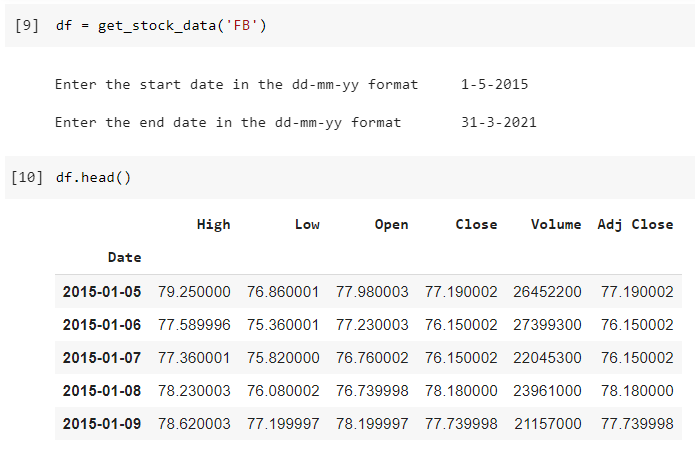 [9] df = get_stock_data('FB')
Enter the start date in the dd-mm-yy format 1-5-2015
Enter the end date in the dd-mm-yy format 31-3-2021
[10] df.head()
High Low Open Close Volume Adj Close
Date
2015-01-05 79.250000 76.860001 77.980003 77.190002 26452200 77.190002
2015-01-06 77.589996 75.360001 77.230003 76.150002 27399300 76.150002
2015-01-07 77.360001 75.820000 76.760002 76.150002 22045300 76.150002
2015-01-08 78.230003 76.080002 76.739998 78.180000 23961000 78.180000
2015-01-09 78.620003 77.199997 78.199997 77.739998 21157000 77.739998